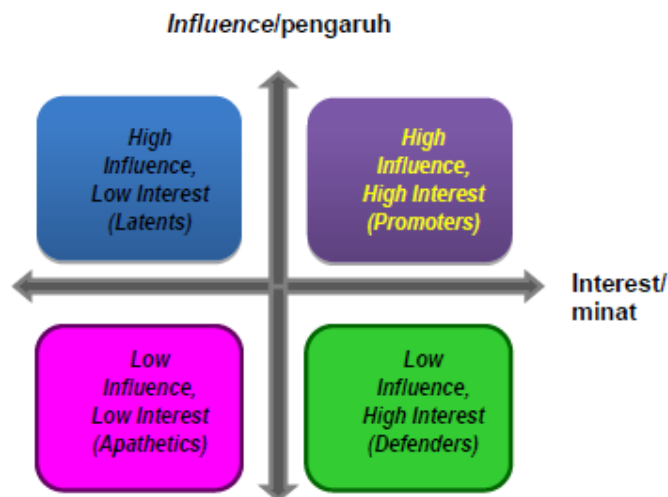 Influence/pengaruh
High
Influence,
Low Interest
(Latents)
High
Influence,
High Interest
(Promoters)
Interest/
minat
Low
Influence,
Low Interest
(Apathetics)
Low
Influence,
High Interest
(Defenders)